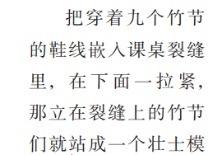 把穿着九个竹节
的鞋线嵌入课桌裂缝
里，在下面一拉紧，
那立在裂缝上的竹节
们就站成一个壮士模